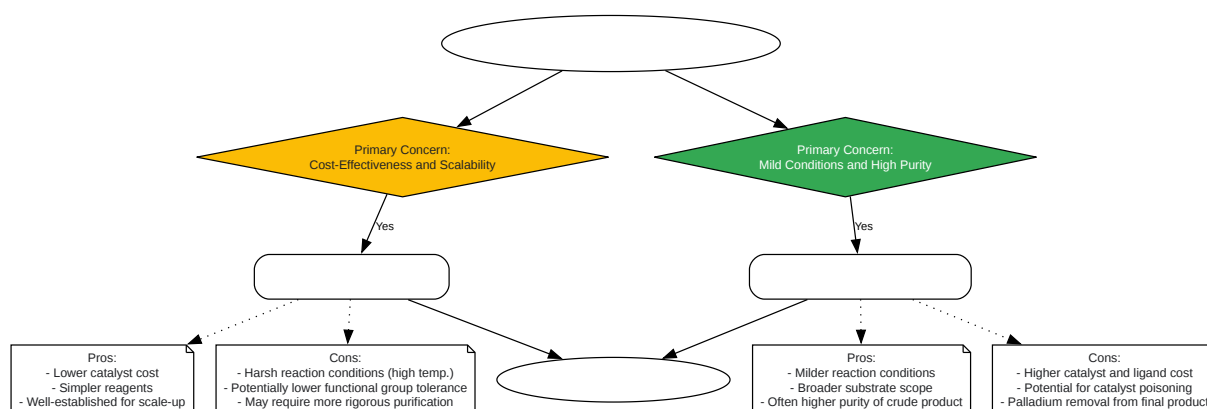 Primary Concern:
Cost-Effectiveness and Scalability
Primary Concern:
Mild Conditions and High Purity
Yes
Yes
Pros:
- Lower catalyst cost
- Simpler reagents
- Well-established for scale-up
Cons:
- Harsh reaction conditions (high temp.)
- Potentially lower functional group tolerance
- May require more rigorous purification
Pros:
- Milder reaction conditions
- Broader substrate scope
- Often higher purity of crude product
Cons:
- Higher catalyst and ligand cost
- Potential for catalyst poisoning
- Palladium removal from final product